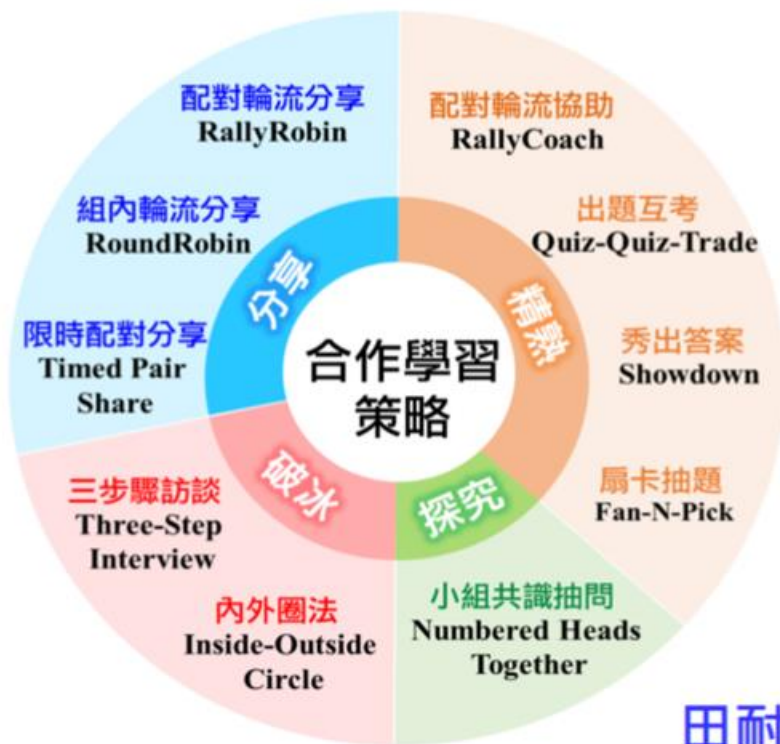 合作學習
策略
分享
配對輪流分享
RallyRobin
組內輪流分享
RoundRobin
限時配對分享
Timed Pair
Share
精熟
配對輪流協助
RallyCoach
出題互考
Quiz-Quiz-Trade
秀出答案
Showdown
扇卡抽題
Fan-N-Pick
探究
小組共識抽問
Numbered Heads
Together
破冰
三步驟訪談
Three-Step
Interview
內外圈法
Inside-Outside
Circle
田耐